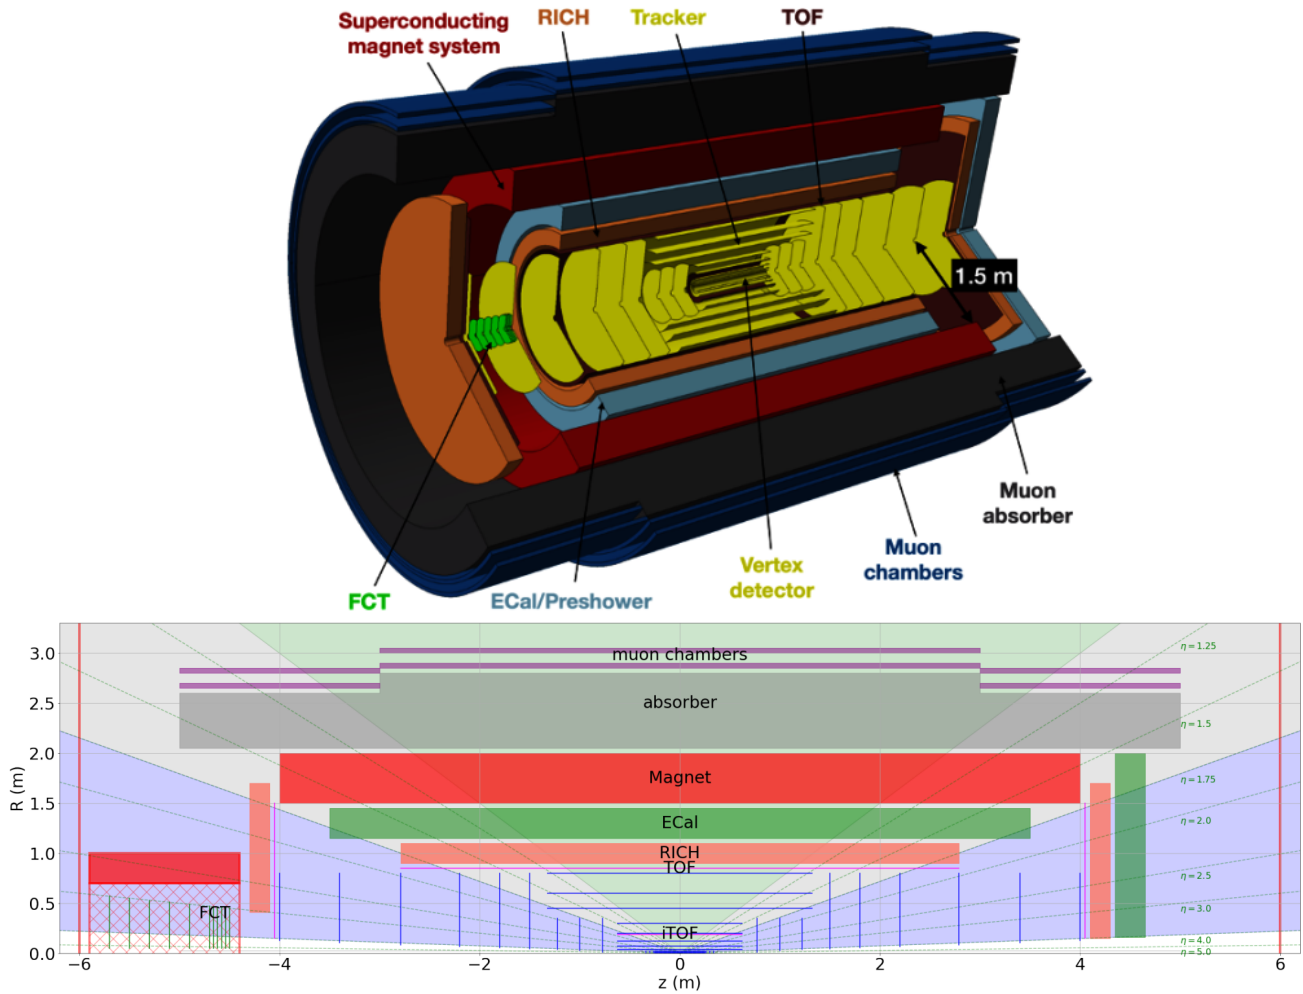 Superconducting
magnet system
RICH
Tracker
TOF
1.5 m
Muon
absorber
Muon
chambers
Vertex
detector
ECal/Preshower
FCT
3.0
2.5
2.0
1.5
1.0
0.5
0.0
R (m)
muon chambers
absorber
Magnet
ECal
RICH
TOF
iTOF
FCT
η = 1.25
η = 1.5
η = 1.75
η = 2.0
η = 2.5
η = 3.0
η = 4.0
η = 5.0
−6 −4 −2 0 2 4 6
z (m)